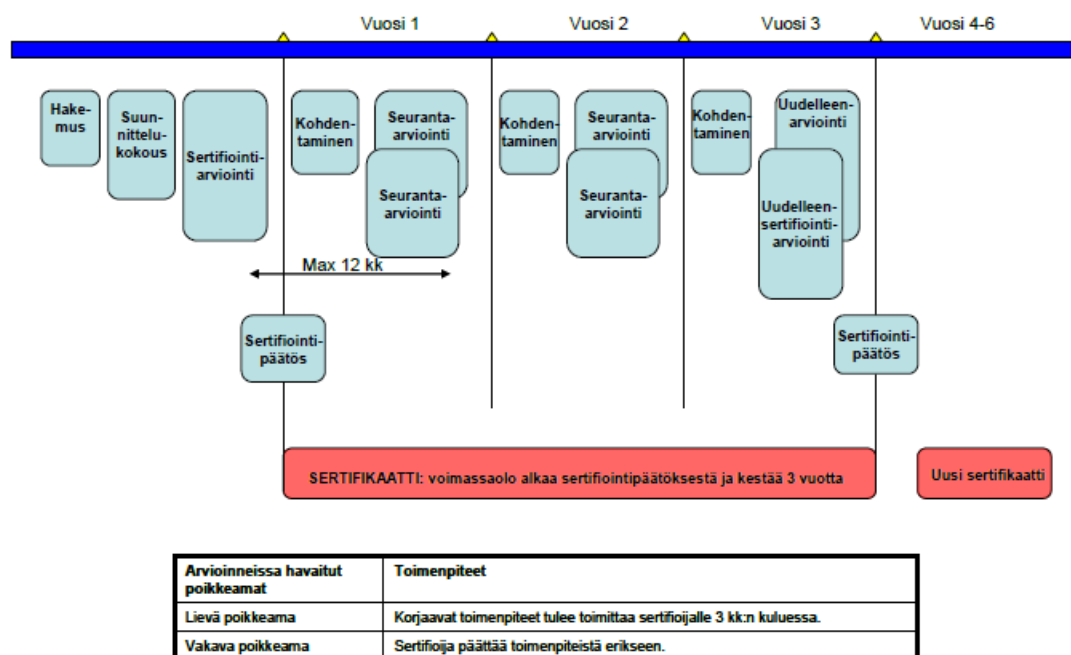 Vuosi 1
Vuosi 2
Vuosi 3
Vuosi 4-6
Hake-
mus
Suun-
nittelu-
kokous
Sertifiointi-
arviointi
Kohden-
taminen
Seuranta-
arviointi
Seuranta-
arviointi
Kohden-
taminen
Seuranta-
arviointi
Seuranta-
arviointi
Kohden-
taminen
Uudelleen-
arviointi
Uudelleen-
sertifiointi-
arviointi
Max 12 kk
Sertifiointi-
päätös
Sertifiointi-
päätös
SERTIFIKAATTI: voimassaolo alkaa sertifiointipäätöksestä ja kestää 3 vuotta
Uusi sertifikaatti
Arvioinneissa havaitut
poikkeamat
Toimenpiteet
Lievä poikkeama
Korjaavat toimenpiteet tulee toimittaa sertifioijalle 3 kk:n kuluessa.
Vakava poikkeama
Sertifioija päättää toimenpiteistä erikseen.